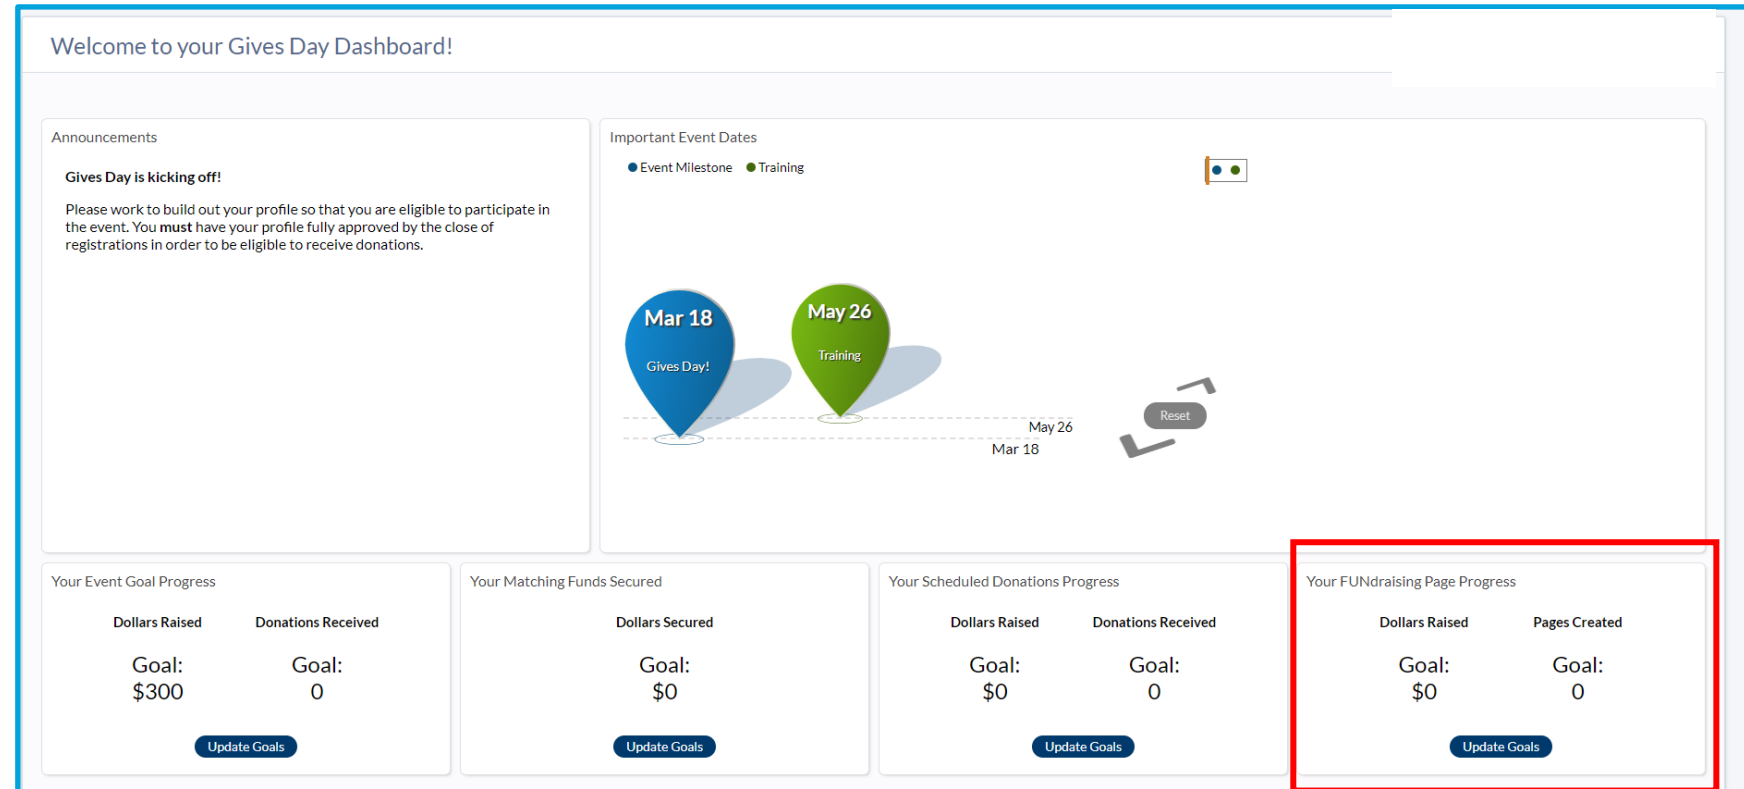 Welcome to your Gives Day Dashboard!
Announcements
Gives Day is kicking off!
Please work to build out your profile so that you are eligible to participate in
the event. You must have your profile fully approved by the close of
registrations in order to be eligible to receive donations.
Important Event Dates
Event Milestone Training
Mar 18
Gives Day!
May 26
Training
May 26
Mar 18
Reset
Your Event Goal Progress
Dollars Raised Donations Received
Goal: Goal:
$300 0
Update Goals
Your Matching Funds Secured
Dollars Secured
Goal:
$0
Update Goals
Your Scheduled Donations Progress
Dollars Raised Donations Received
Goal: Goal:
$0 0
Update Goals
Your FUNdraising Page Progress
Dollars Raised Pages Created
Goal: Goal:
$0 0
Update Goals